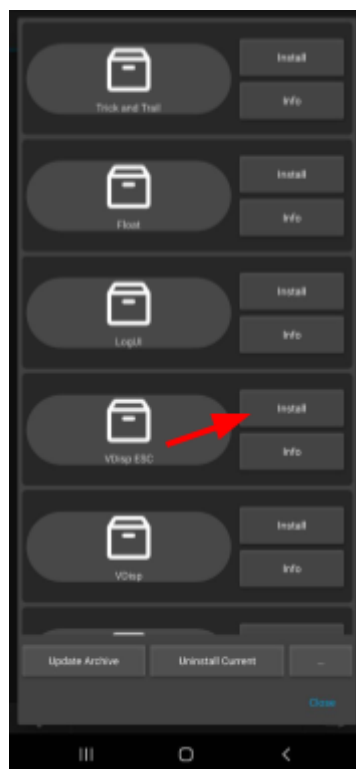 Install
Trick and Trail
Info
Install
Float
Info
Install
LogUI
Info
Install
VDisp ESC
Info
Install
VDisp
Info
Update Archive
Uninstall Current
...
Close